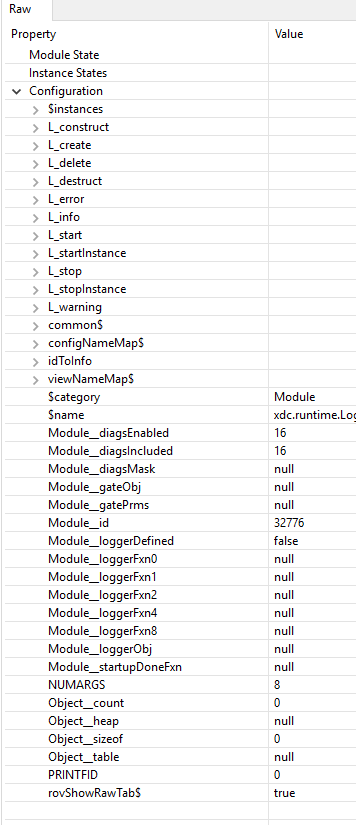 Raw
Property Value
Module State
Instance States
Configuration
$instances
L_construct
L_create
L_delete
L_destruct
L_error
L_info
L_start
L_startInstance
L_stop
L_stopInstance
L_warning
common$
configNameMap$
idToInfo
viewNameMap$
$category Module
$name xdc.runtime.Log
Module__diagsEnabled 16
Module__diagsIncluded 16
Module__diagsMask null
Module__gateObj null
Module__gatePrms null
Module__id 32776
Module__loggerDefined false
Module__loggerFxn0 null
Module__loggerFxn1 null
Module__loggerFxn2 null
Module__loggerFxn4 null
Module__loggerFxn8 null
Module__loggerObj null
Module__startupDoneFxn null
NUMARGS 8
Object__count 0
Object__heap null
Object__sizeof 0
Object__table null
PRINTFID 0
rovShowRawTab$ true